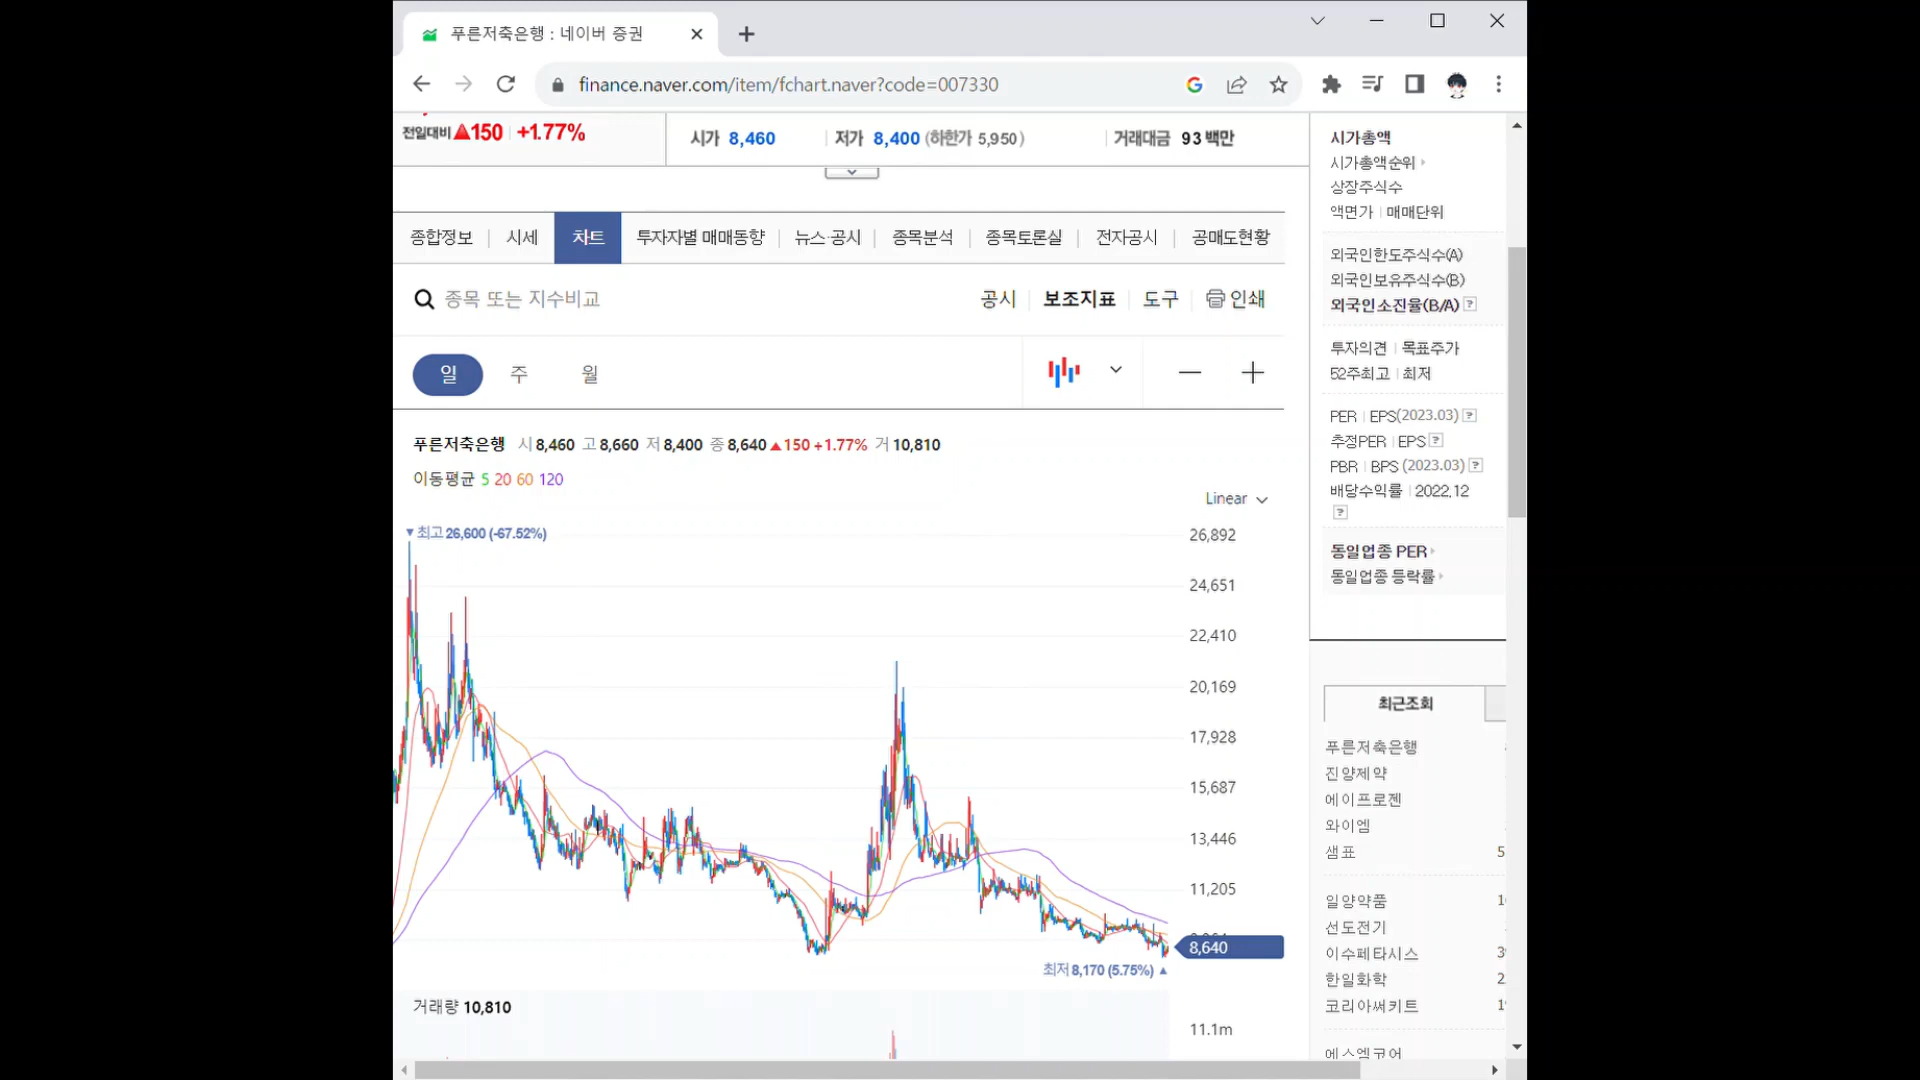 푸른저축은행 : 네이버 증권
finance.naver.com/item/fchart.naver?code=007330
전일대비 ▲150 +1.77%
시가 8,460
저가 8,400 (하한가 5,950)
거래대금 93 백만
종합정보 시세 차트 투자자별 매매동향 뉴스·공시 종목분석 종목토론실 전자공시 공매도현황
종목 또는 지수비교
공시 보조지표 도구 인쇄
일 주 월
푸른저축은행 시 8,460 고 8,660 저 8,400 종 8,640 ▲150 +1.77% 거 10,810
이동평균 5 20 60 120
Linear
▼최고 26,600 (-67.52%)
26,892
24,651
22,410
20,169
17,928
15,687
13,446
11,205
8,640
최저 8,170 (5.75%) ▲
거래량 10,810
11.1m
시가총액
시가총액순위
상장주식수
액면가 | 매매단위
외국인한도주식수(A)
외국인보유주식수(B)
외국인소진율(B/A) ?
투자의견 | 목표주가
52주최고 | 최저
PER | EPS(2023.03) ?
추정PER | EPS ?
PBR | BPS (2023.03) ?
배당수익률 | 2022.12
?
동일업종 PER
동일업종 등락률
최근조회
푸른저축은행
진양제약
에이프로젠
와이엠
샘표 5
일양약품
선도전기
이수페타시스
한일화학
코리아써키트
에스엠코어